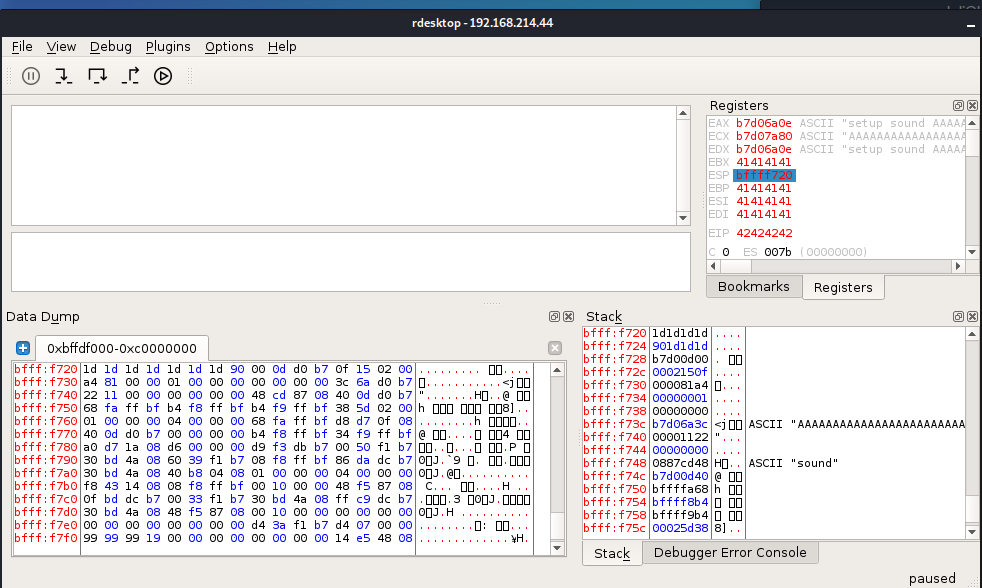 rdesktop - 192.168.214.44
File View Debug Plugins Options Help
Registers
EAX b7d06a0e ASCII "setup sound AAAAA
ECX b7d07a80 ASCII "AAAAAAAAAAAAAAAAA
EDX b7d06a0e ASCII "setup sound AAAAA
EBX 41414141
ESP bffff720
EBP 41414141
ESI 41414141
EDI 41414141
EIP 42424242
C 0 ES 007b (00000000)
Bookmarks Registers
Data Dump
0xbffdf000-0xc0000000
bfff:f720 1d 1d 1d 1d 1d 1d 1d 90 00 0d d0 b7 0f 15 02 00
bfff:f730 a4 81 00 00 01 00 00 00 00 00 00 00 3c 6a d0 b7
bfff:f740 22 11 00 00 00 00 00 00 48 cd 87 08 40 0d d0 b7
bfff:f750 68 fa ff bf b4 f8 ff bf b4 f9 ff bf 38 5d 02 00
bfff:f760 01 00 00 00 04 00 00 00 68 fa ff bf d8 d7 0f 08
bfff:f770 40 0d d0 b7 00 00 00 00 b4 f8 ff bf 34 f9 ff bf
bfff:f780 a0 d7 1a 08 d6 00 00 00 d9 f3 db b7 00 50 f1 b7
bfff:f790 30 bd 4a 08 60 39 f1 b7 08 f8 ff bf 86 da dc b7
bfff:f7a0 30 bd 4a 08 40 b8 04 08 01 00 00 00 04 00 00 00
bfff:f7b0 f8 43 14 08 08 f8 ff bf 00 10 00 00 48 f5 87 08
bfff:f7c0 0f bd dc b7 00 33 f1 b7 30 bd 4a 08 ff c9 dc b7
bfff:f7d0 30 bd 4a 08 48 f5 87 08 00 10 00 00 00 00 00 00
bfff:f7e0 00 00 00 00 00 00 00 00 d4 3a f1 b7 d4 07 00 00
bfff:f7f0 99 99 99 19 00 00 00 00 00 00 00 00 14 e5 48 08
Stack
bfff:f720 1d1d1d1d ....
bfff:f724 901d1d1d ....
bfff:f728 b7d00d00
bfff:f72c 0002150f ....
bfff:f730 000081a4
bfff:f734 00000001 ....
bfff:f738 00000000 ....
bfff:f73c b7d06a3c <j ASCII "AAAAAAAAAAAAAAAAAAAAAAAA
bfff:f740 00001122 "...
bfff:f744 00000000 ....
bfff:f748 0887cd48 H ASCII "sound"
bfff:f74c b7d00d40 @
bfff:f750 bffffa68 h
bfff:f754 bffff8b4
bfff:f758 bffff9b4
bfff:f75c 00025d38 8]..
Stack Debugger Error Console
paused